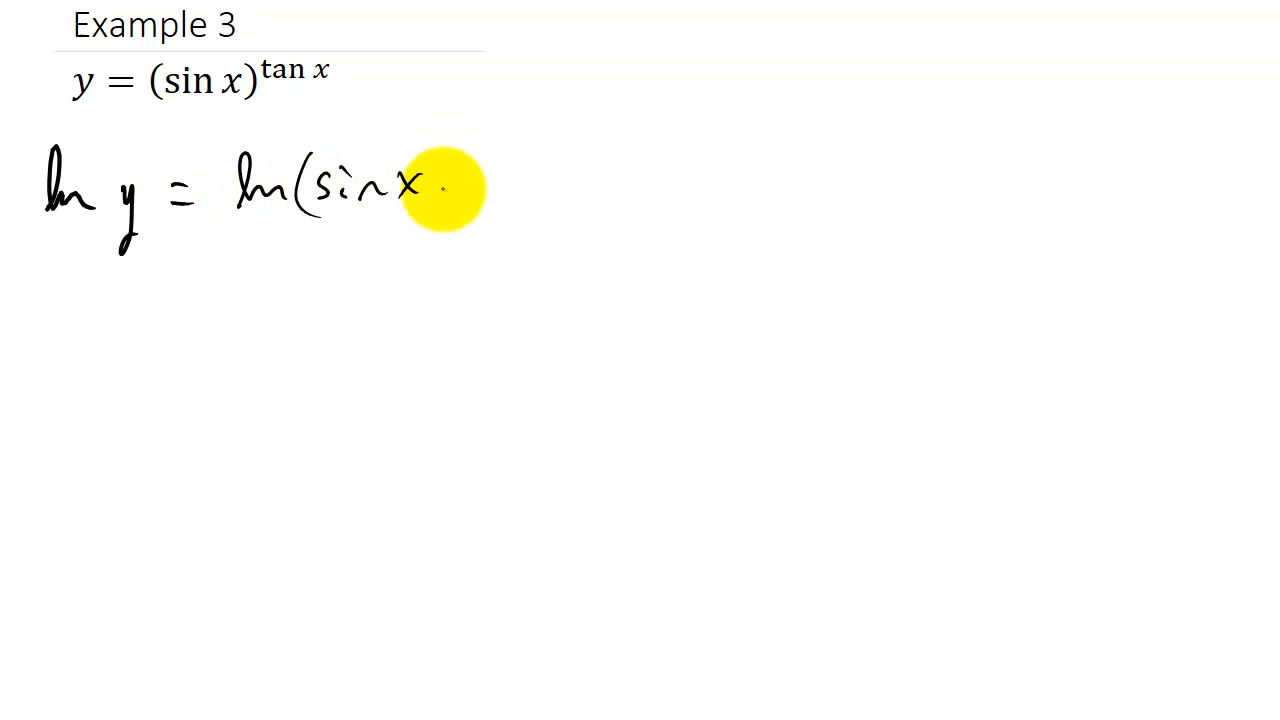 Example 3
y = (sin x)^{tan x}
ln y = ln(sin x